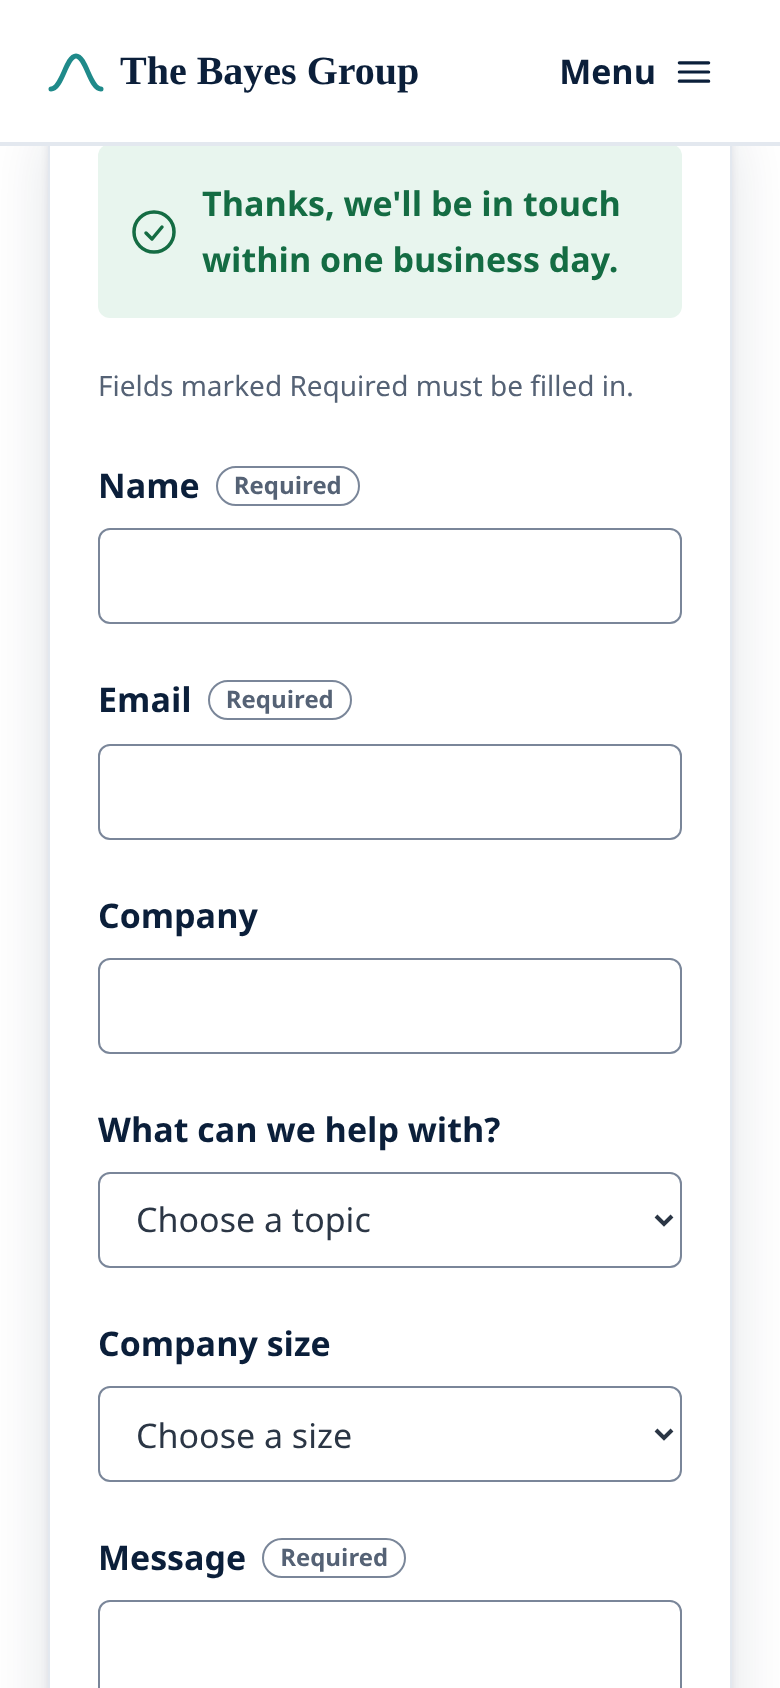 The Bayes Group
Menu
Thanks, we'll be in touch
within one business day.
Fields marked Required must be filled in.
Name Required
Email Required
Company
What can we help with?
Choose a topic
Company size
Choose a size
Message Required